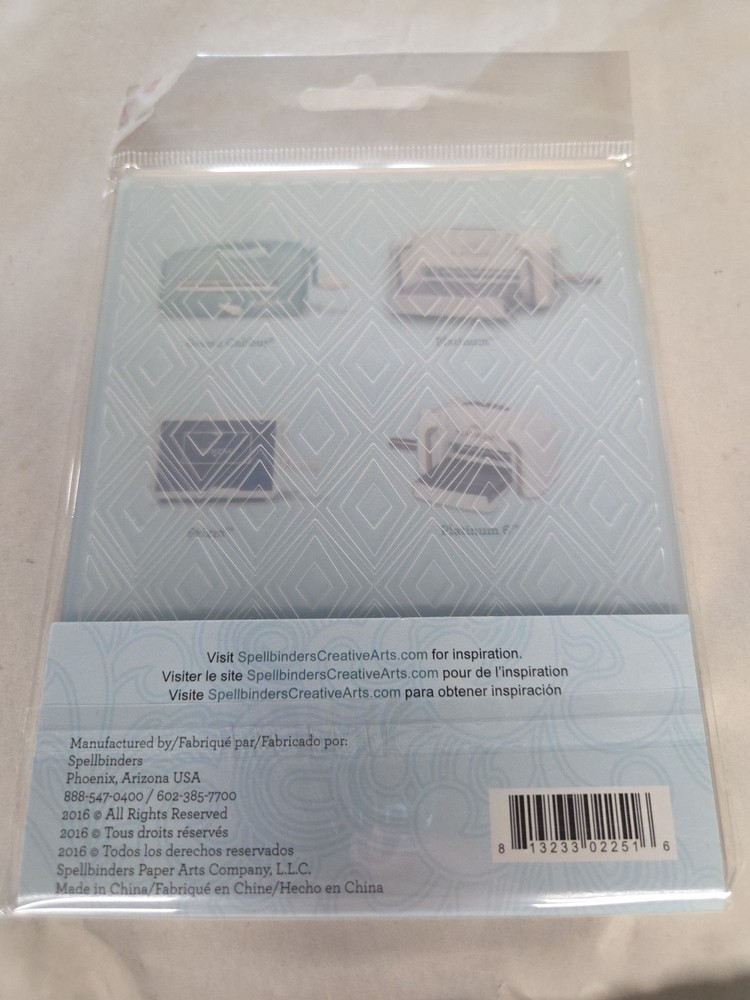 Platinum™
Platinum 6™
Visit SpellbindersCreativeArts.com for inspiration.
Visiter le site SpellbindersCreativeArts.com pour de l'inspiration
Visite SpellbindersCreativeArts.com para obtener inspiración
Manufactured by/Fabriqué par/Fabricado por:
Spellbinders
Phoenix, Arizona USA
888-547-0400 / 602-385-7700
2016 © All Rights Reserved
2016 © Tous droits réservés
2016 © Todos los derechos reservados
Spellbinders Paper Arts Company, L.L.C.
Made in China/Fabriqué en Chine/Hecho en China
8 13233 02251 6